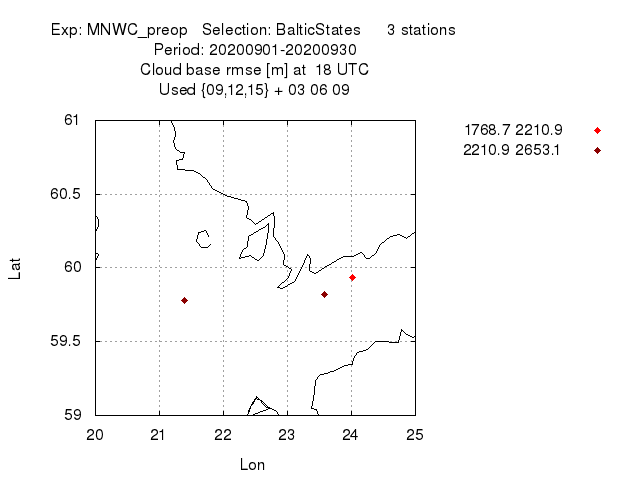 Exp: MNWC_preop   Selection: BalticStates      3 stations
Period: 20200901-20200930
Cloud base rmse [m] at  18 UTC
Used {09,12,15} + 03 06 09
1768.7 2210.9
2210.9 2653.1
61
60.5
60
59.5
59
Lat
20 21 22 23 24 25
Lon